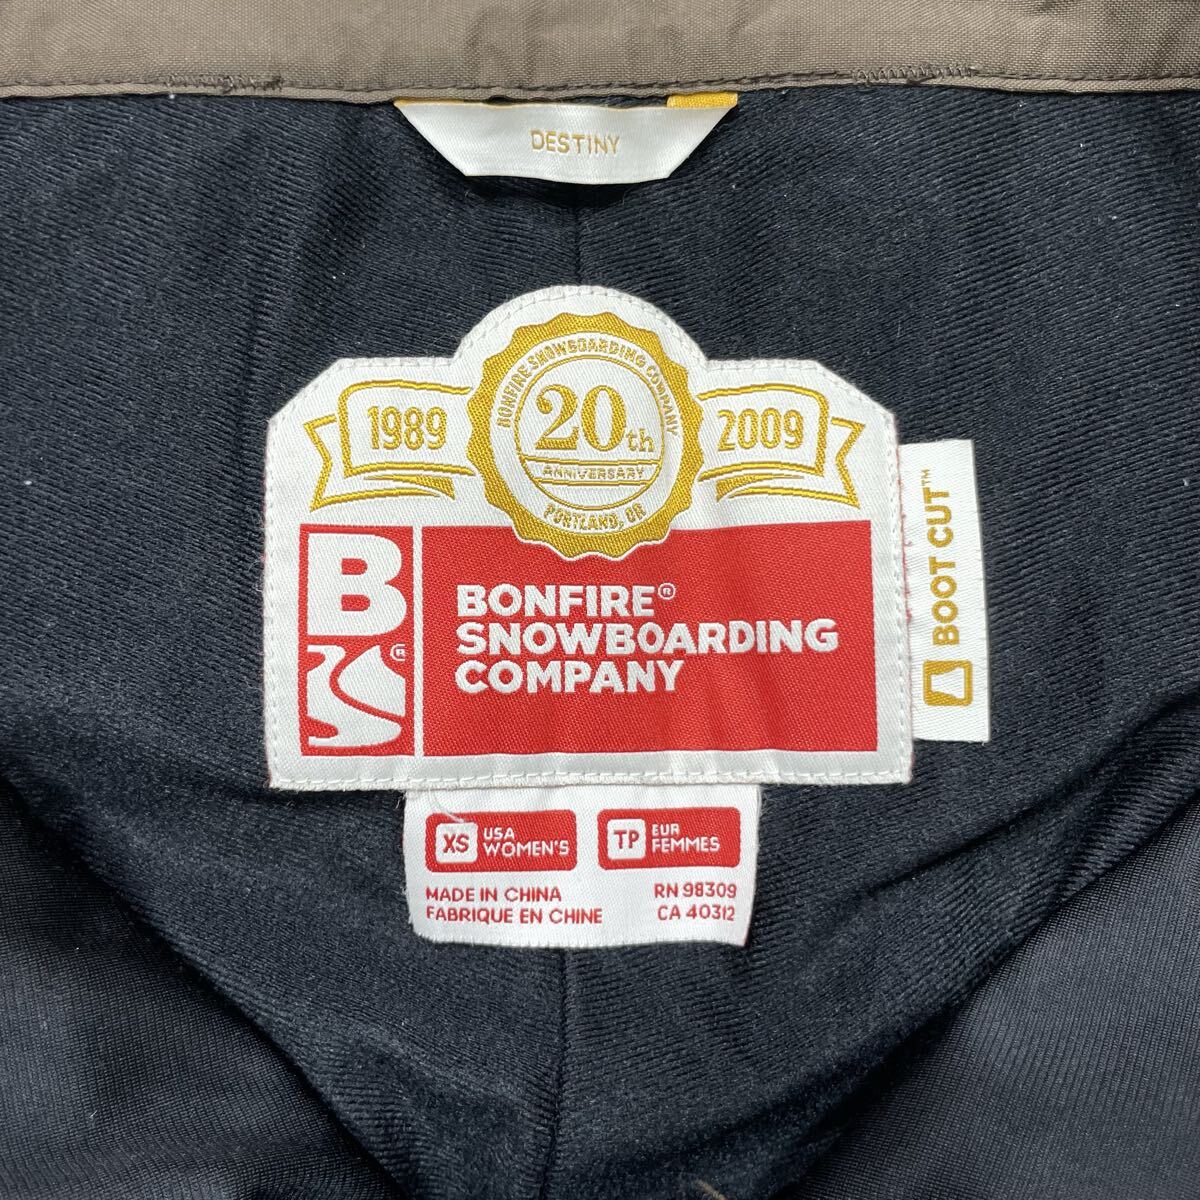 DESTINY
BONFIRE SNOWBOARDING COMPANY
1989
20th
2009
ANNIVERSARY
PORTLAND, OR
B
®
BONFIRE®
SNOWBOARDING
COMPANY
BOOT CUT™
XS USA WOMEN'S
TP EUR FEMMES
MADE IN CHINA
FABRIQUE EN CHINE
RN 98309
CA 40312